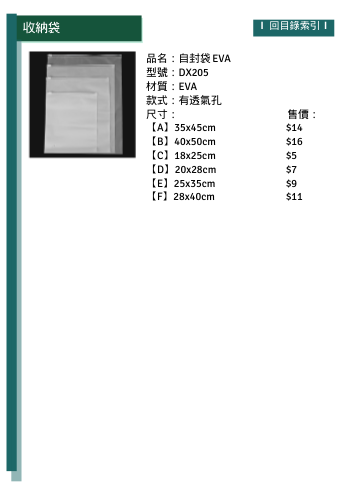 收納袋
I 回目錄索引 I
品名：自封袋 EVA
型號：DX205
材質：EVA
款式：有透氣孔
尺寸： 售價：
【A】35x45cm $14
【B】40x50cm $16
【C】18x25cm $5
【D】20x28cm $7
【E】25x35cm $9
【F】28x40cm $11